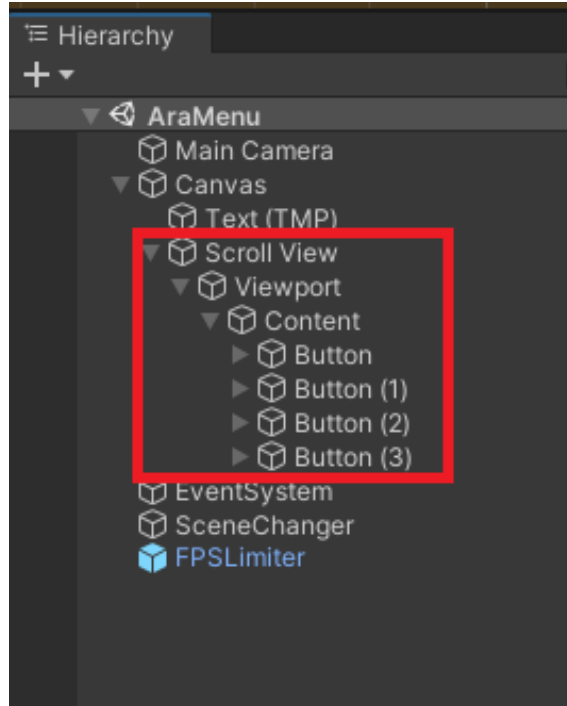 Hierarchy
AraMenu
Main Camera
Canvas
Text (TMP)
Scroll View
Viewport
Content
Button
Button (1)
Button (2)
Button (3)
EventSystem
SceneChanger
FPSLimiter